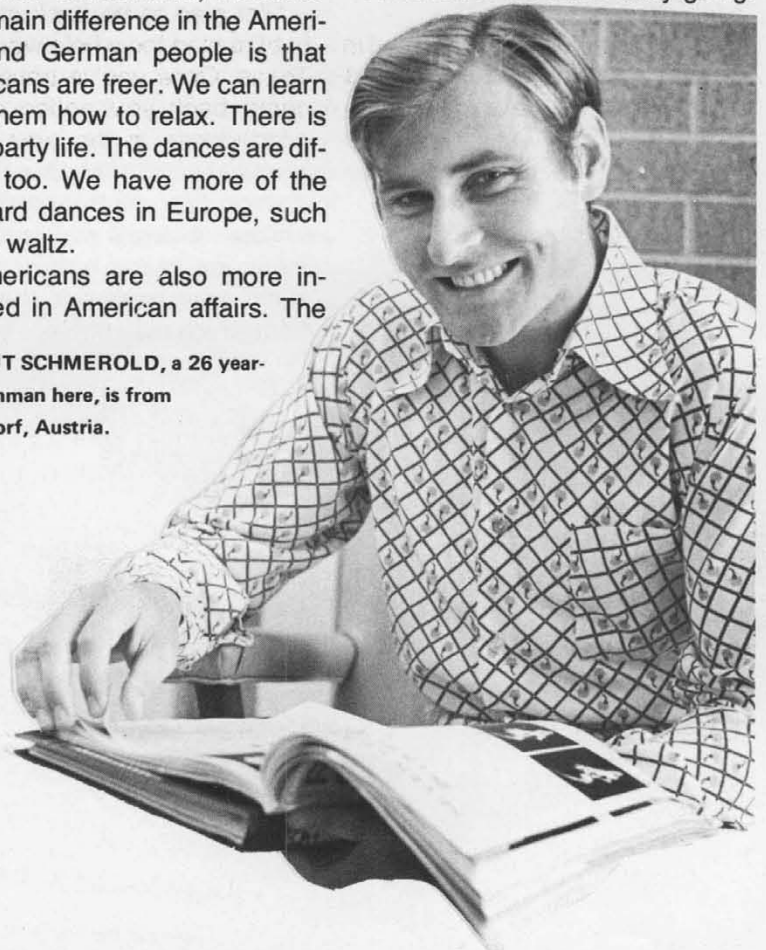 main difference in the Ameri-
nd German people is that
cans are freer. We can learn
hem how to relax. There is
party life. The dances are dif-
too. We have more of the
ard dances in Europe, such
waltz.
mericans are also more in-
ed in American affairs. The
T SCHMEROLD, a 26 year-
man here, is from
orf, Austria.